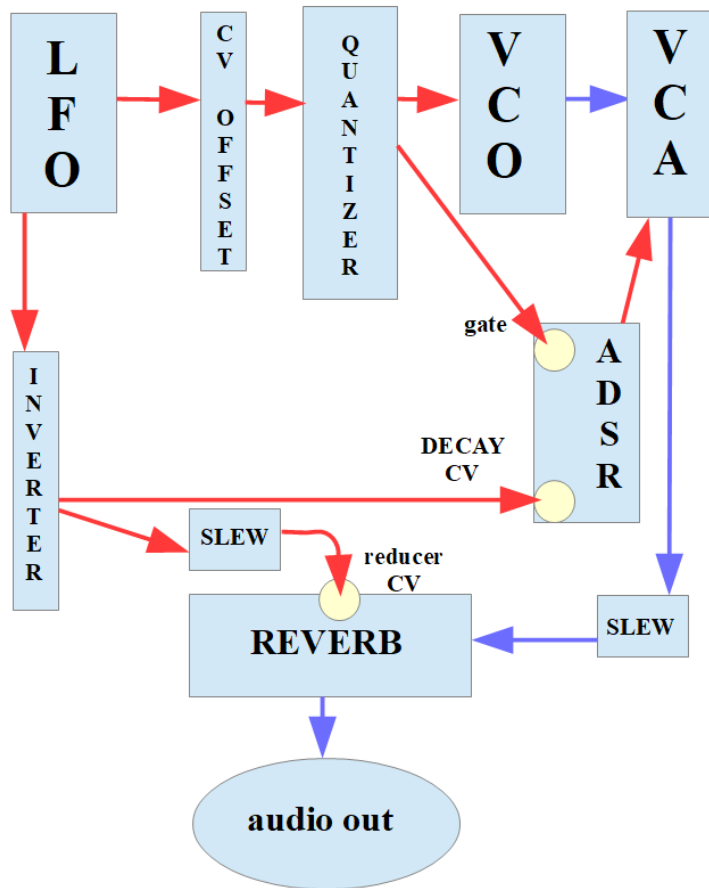 LFO
CV OFFSET
QUANTIZER
VCO
VCA
gate
ADSR
INVERTER
DECAY
CV
SLEW
reducer
CV
REVERB
SLEW
audio out